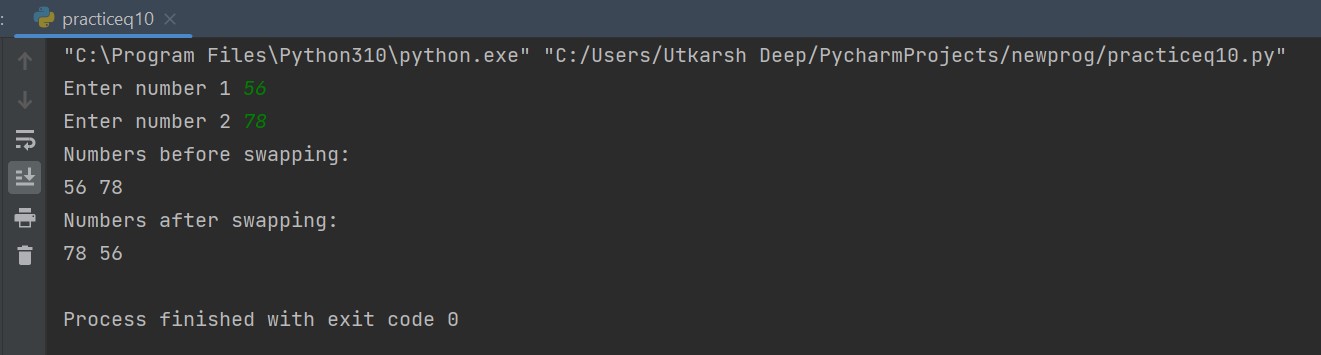 : practiceq10
"C:\Program Files\Python310\python.exe" "C:/Users/Utkarsh Deep/PycharmProjects/newprog/practiceq10.py"
Enter number 1 56
Enter number 2 78
Numbers before swapping:
56 78
Numbers after swapping:
78 56
Process finished with exit code 0